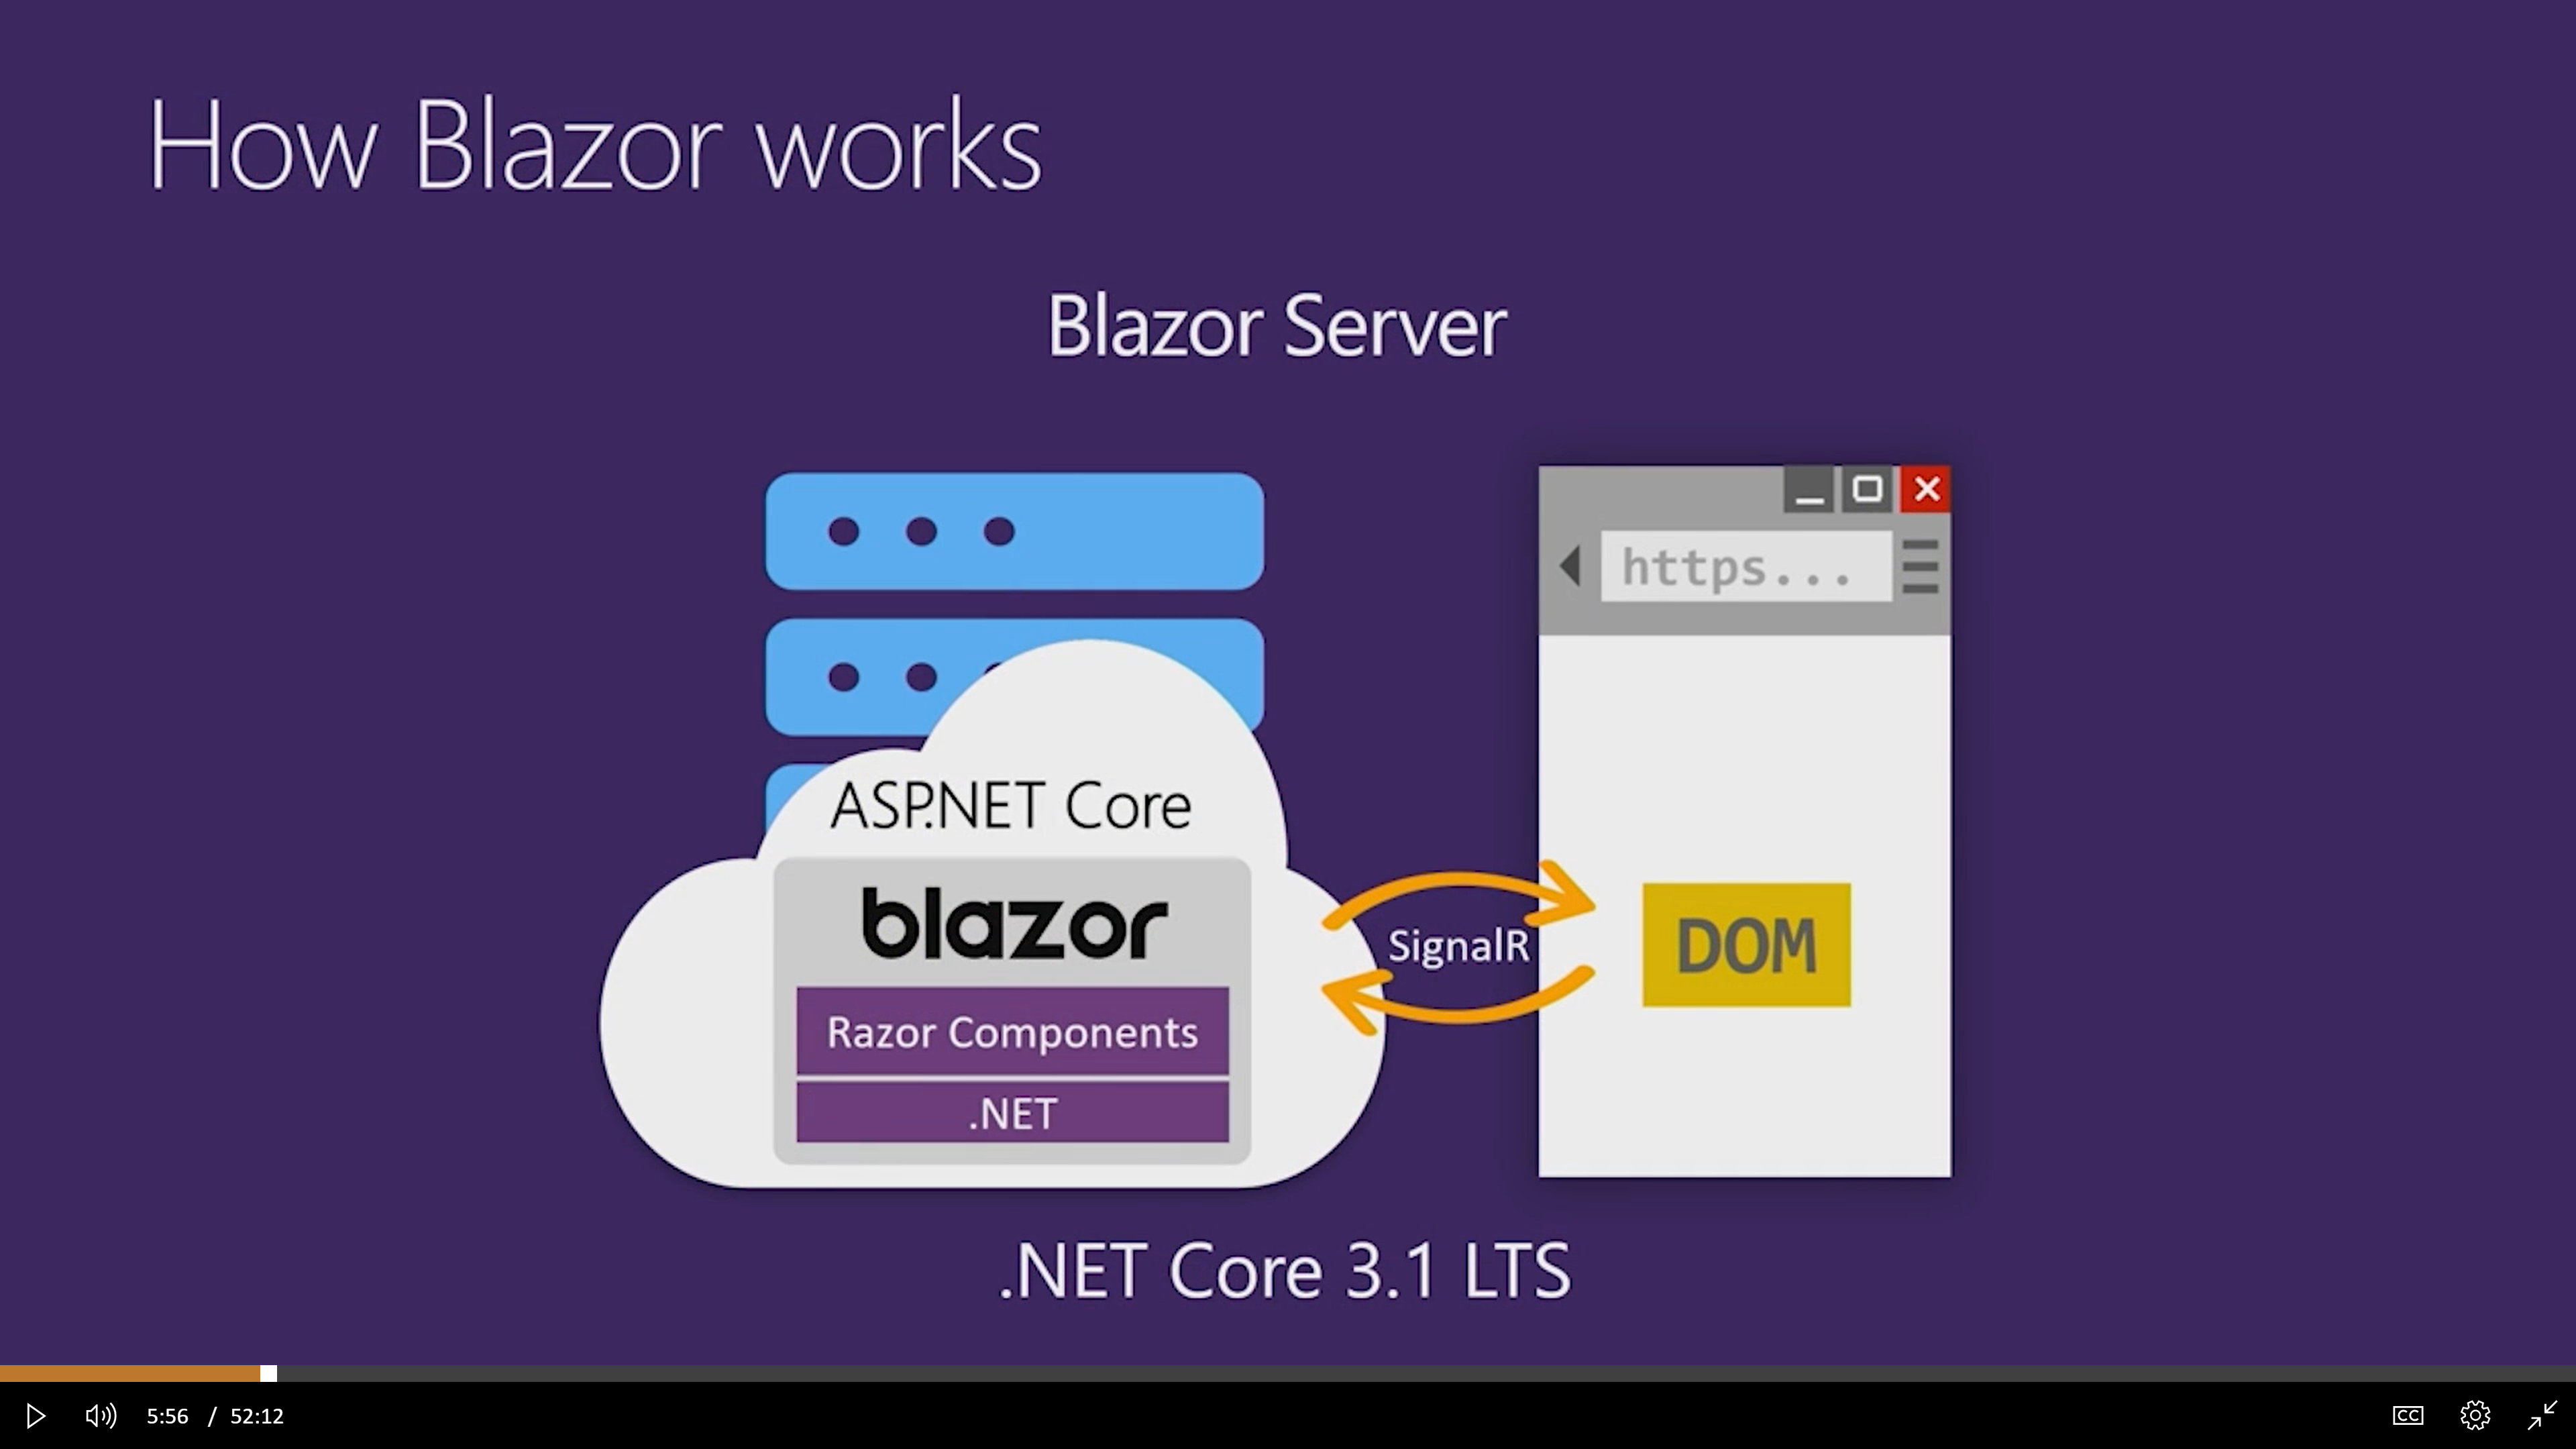 How Blazor works
Blazor Server
https...
ASP.NET Core
blazor
SignalR
DOM
Razor Components
.NET
.NET Core 3.1 LTS
5:56 / 52:12
CC